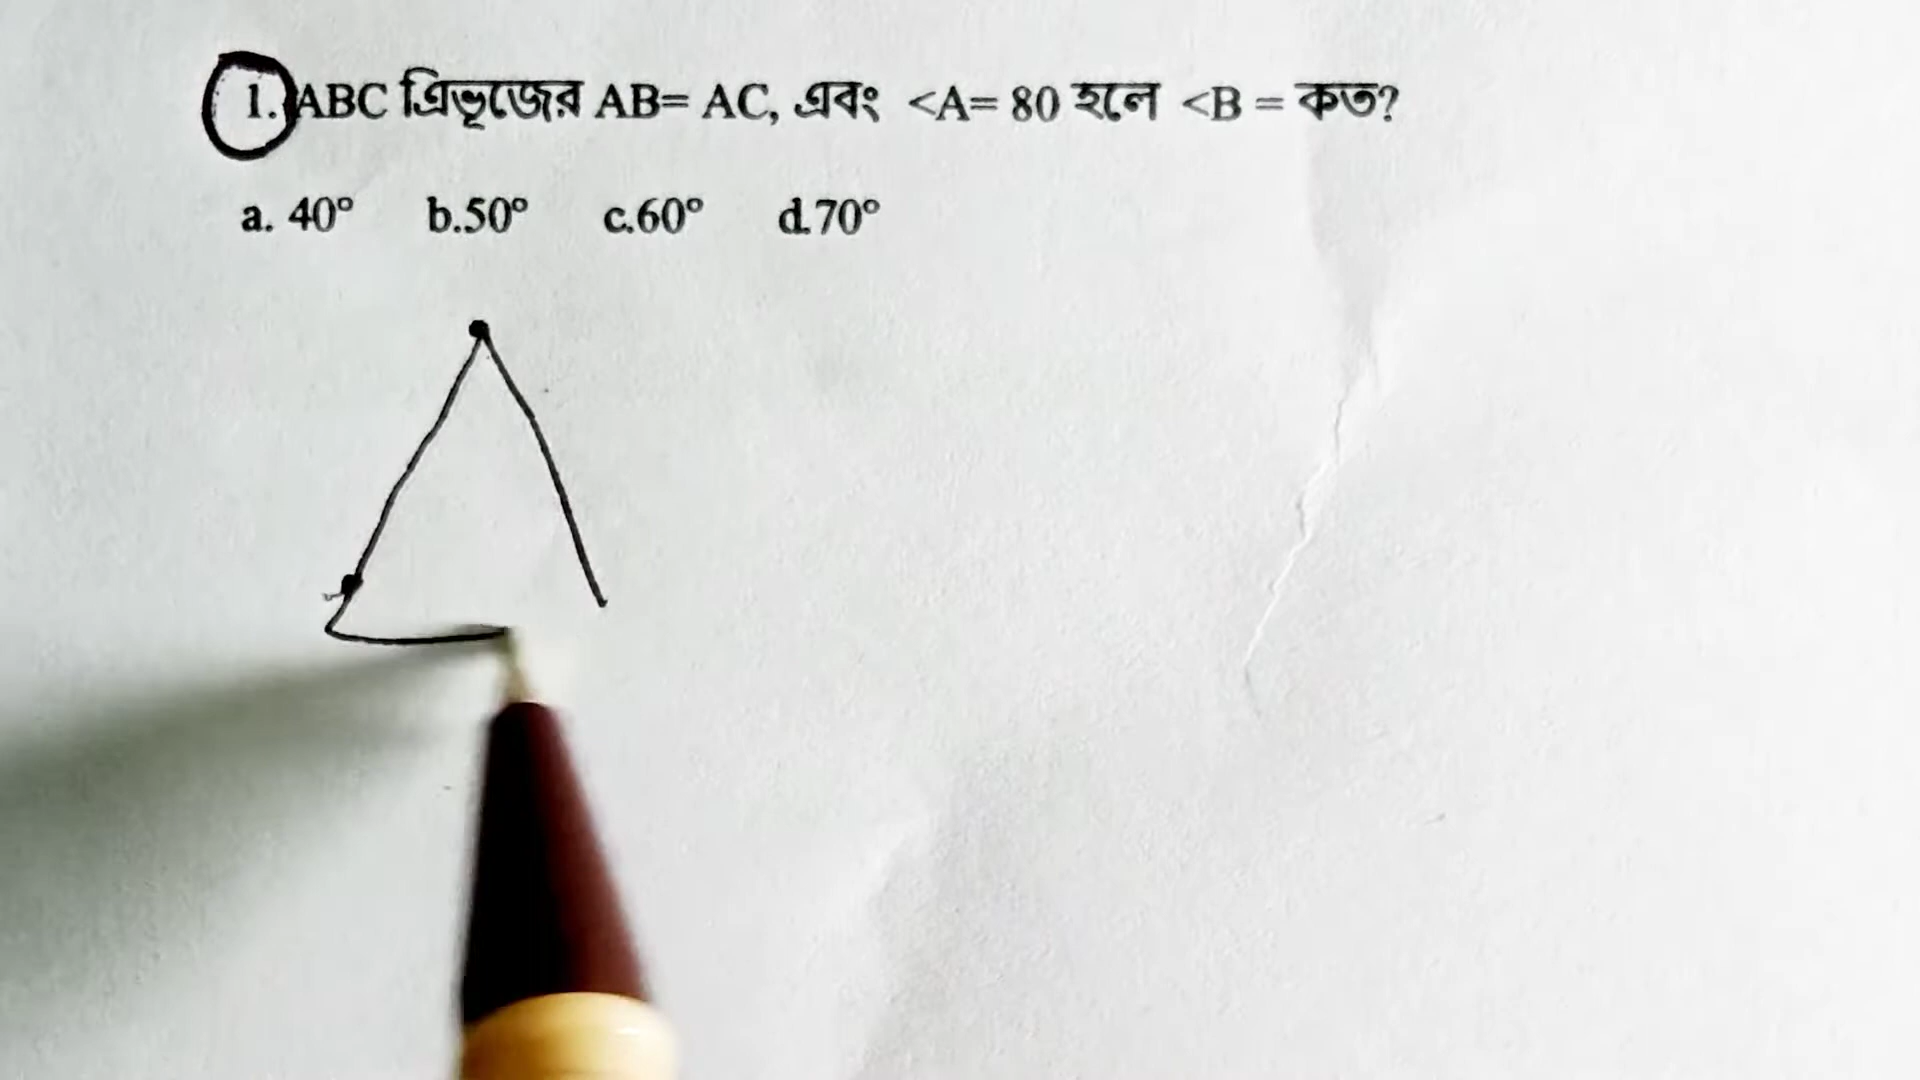 1. ABC ত্রিভূজের AB= AC, এবং <A= 80 হলে <B = কত?
a. 40° b.50° c.60° d.70°